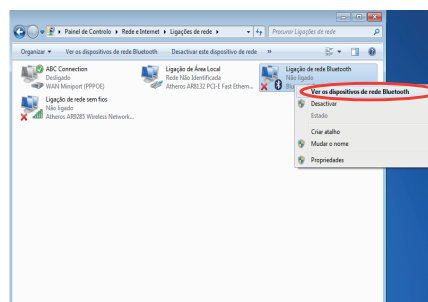 Painel de Controlo ▸ Rede e Internet ▸ Ligações de rede ▸
Procurar Ligações de rede
Organizar
Ver os dispositivos de rede Bluetooth
Desactivar este dispositivo de rede
»
ABC Connection
Desligado
WAN Miniport (PPPOE)
Ligação de Área Local
Rede Não Identificada
Atheros AR8132 PCI-E Fast Ethern...
Ligação de rede Bluetooth
Não ligado
Ligação de rede sem fios
Não ligado
Atheros AR9285 Wireless Network...
Ver os dispositivos de rede Bluetooth
Desactivar
Estado
Criar atalho
Mudar o nome
Propriedades